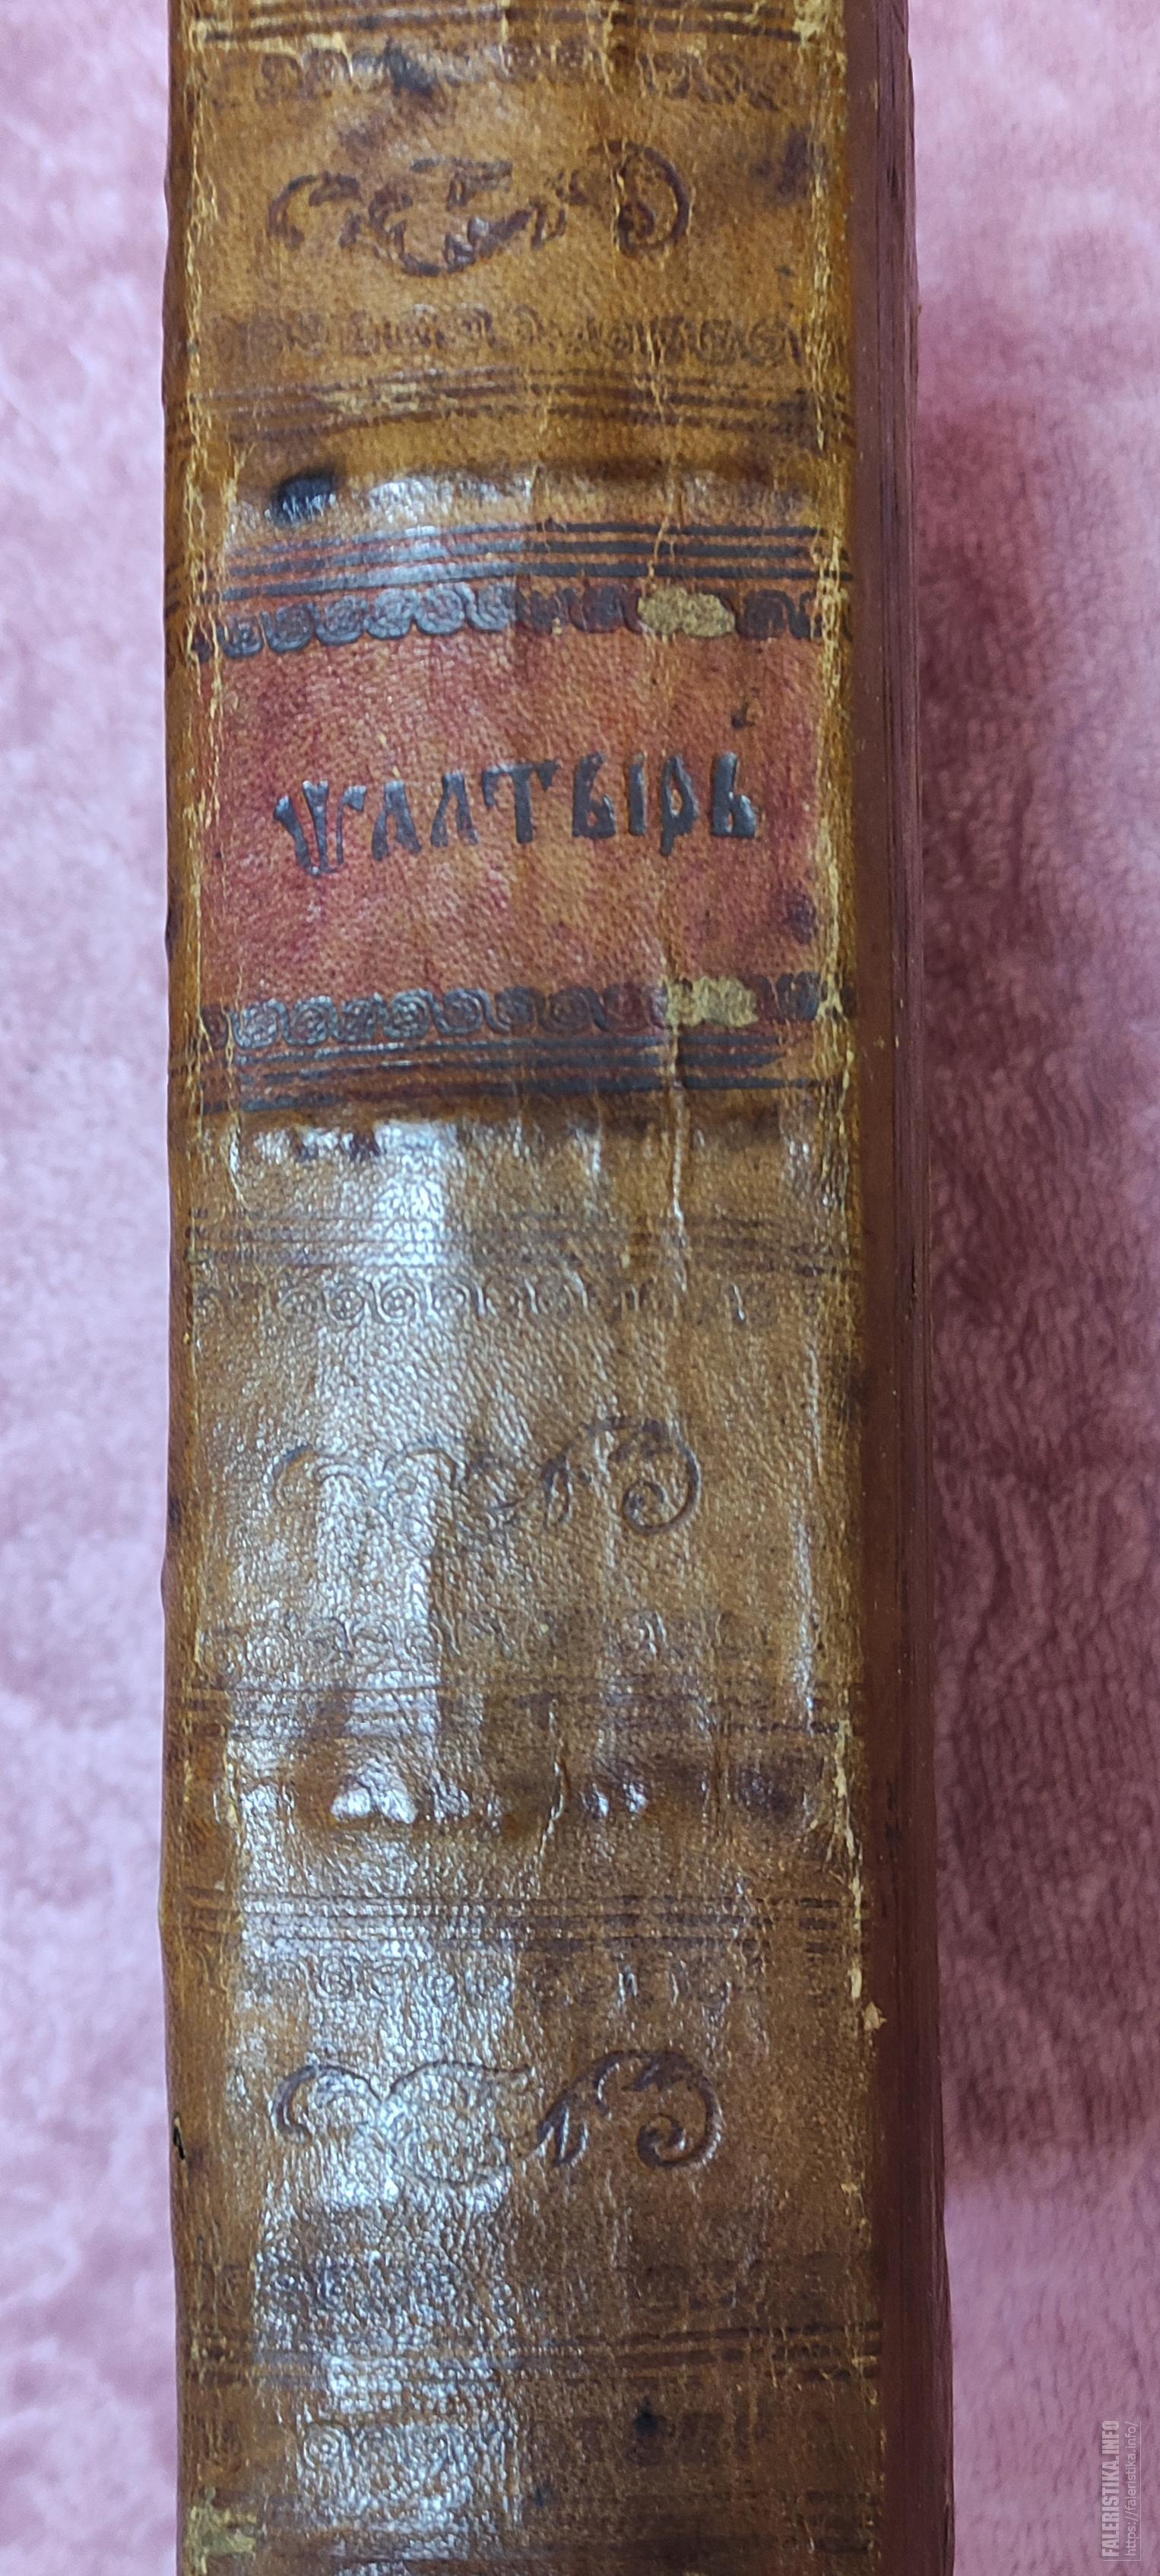 Ѱалтырь
FALERISTIKA.INFO
https://faleristika.info/